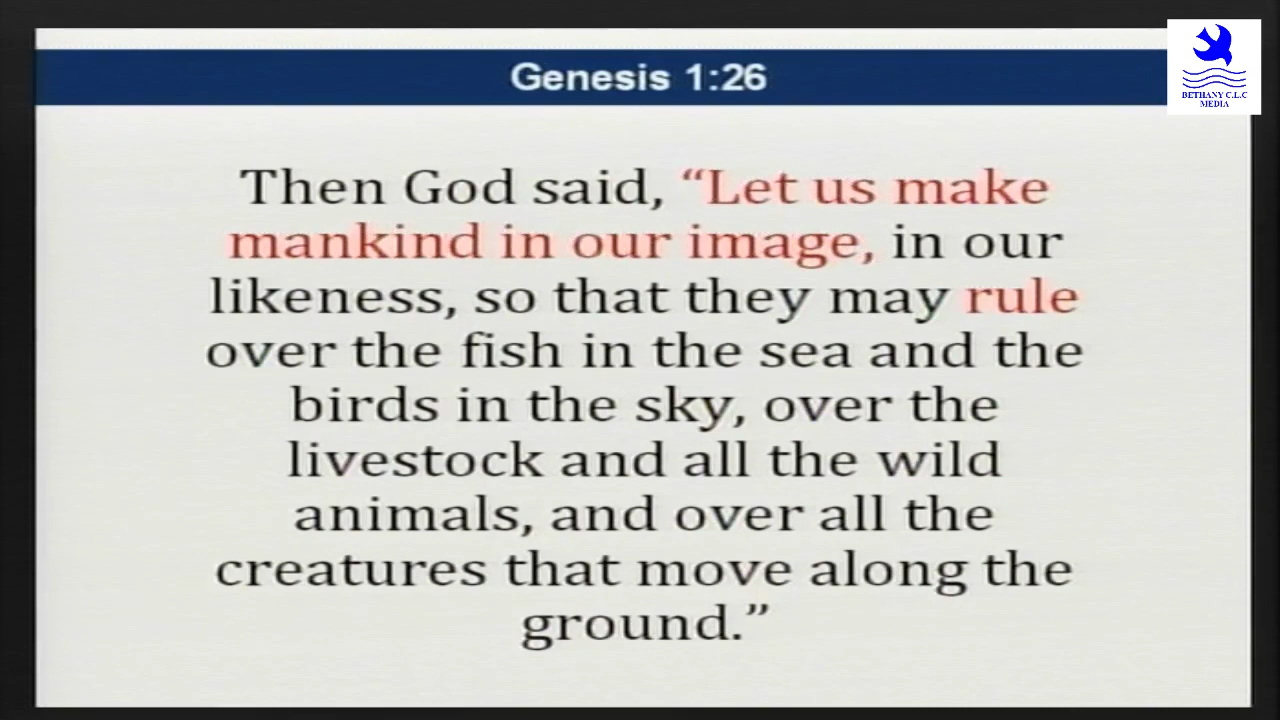 Genesis 1:26
BETHANY C.L.C
MEDIA
Then God said, “Let us make
mankind in our image, in our
likeness, so that they may rule
over the fish in the sea and the
birds in the sky, over the
livestock and all the wild
animals, and over all the
creatures that move along the
ground.”